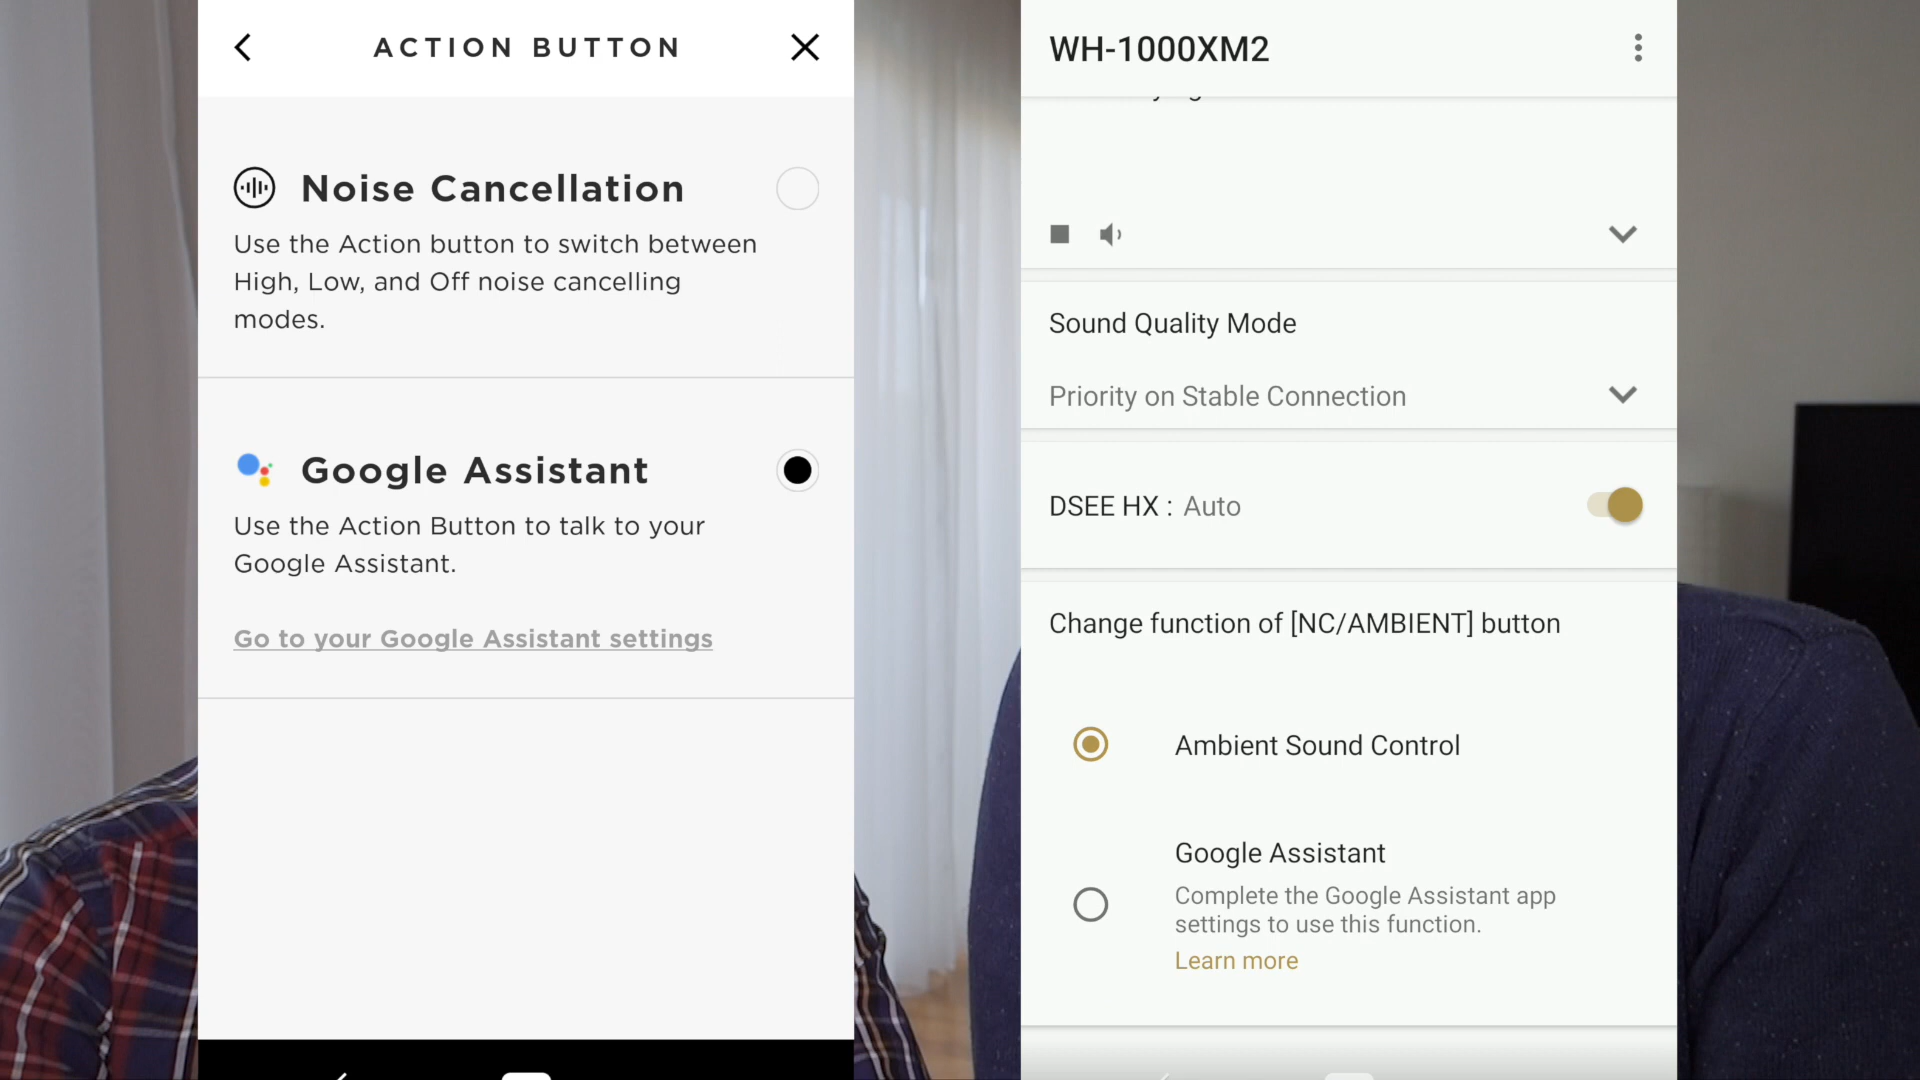 ACTION BUTTON
Noise Cancellation
Use the Action button to switch between
High, Low, and Off noise cancelling
modes.
Google Assistant
Use the Action Button to talk to your
Google Assistant.
Go to your Google Assistant settings
WH-1000XM2
Sound Quality Mode
Priority on Stable Connection
DSEE HX : Auto
Change function of [NC/AMBIENT] button
Ambient Sound Control
Google Assistant
Complete the Google Assistant app
settings to use this function.
Learn more